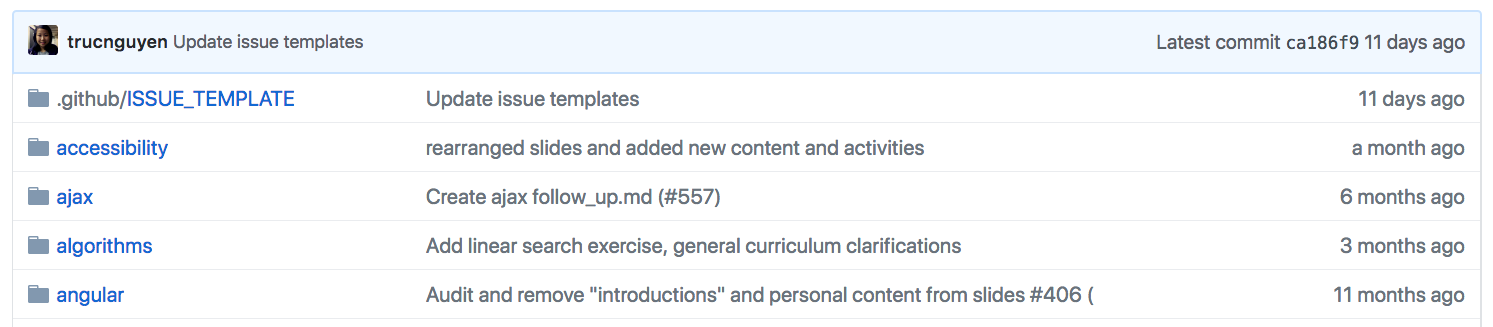 trucnguyen Update issue templates Latest commit ca186f9 11 days ago
.github/ISSUE_TEMPLATE Update issue templates 11 days ago
accessibility rearranged slides and added new content and activities a month ago
ajax Create ajax follow_up.md (#557) 6 months ago
algorithms Add linear search exercise, general curriculum clarifications 3 months ago
angular Audit and remove "introductions" and personal content from slides #406 ( 11 months ago